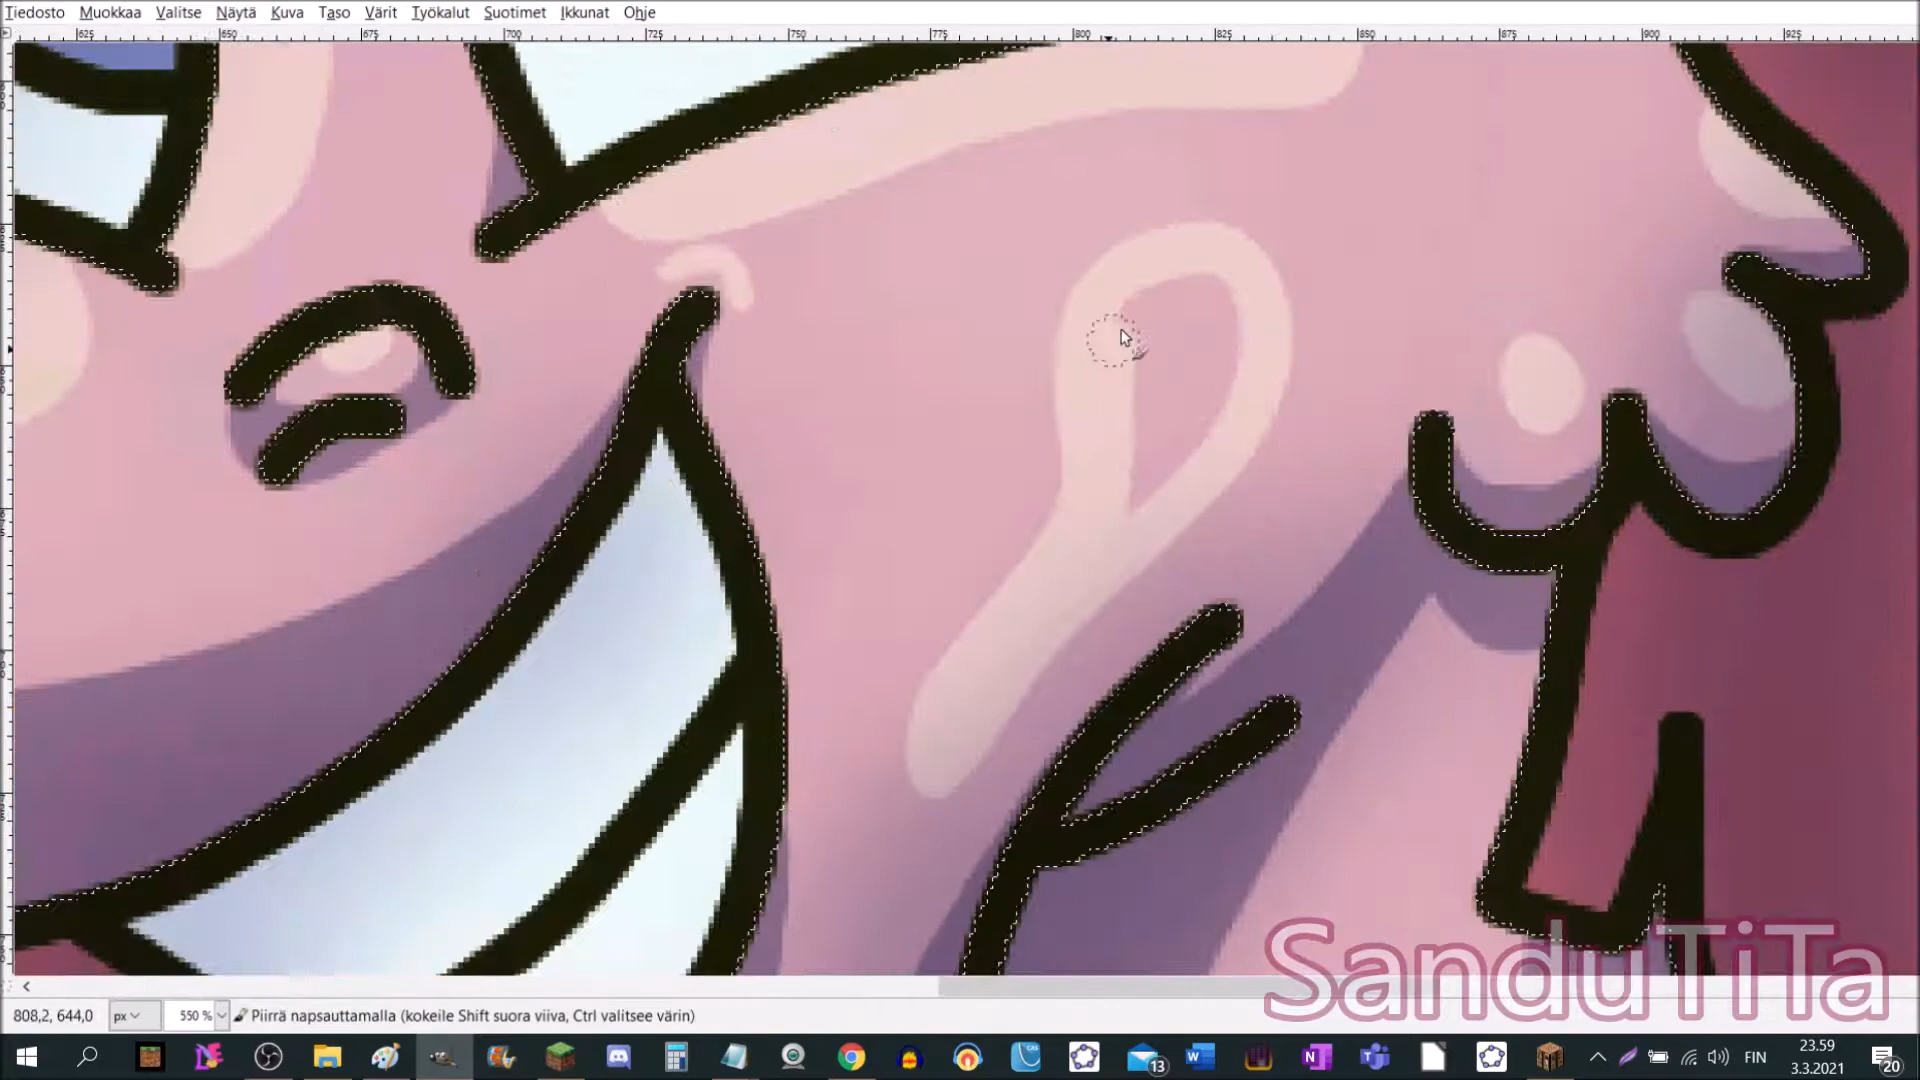 Tiedosto Muokkaa Valitse Näytä Kuva Taso Värit Työkalut Suotimet Ikkunat Ohje
625 650 675 700 725 750 775 800 825 850 875 900 925
SanduTiTa
808,2, 644,0 px 550 % Piirrä napsauttamalla (kokeile Shift suora viiva, Ctrl valitsee värin)
13 FIN 23.59
3.3.2021 20